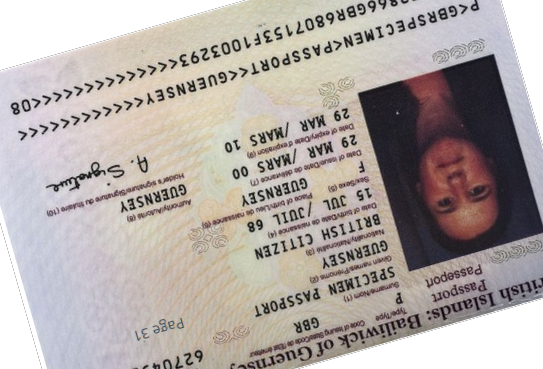 British Islands: Bailiwick of Guernsey
Passport
Passeport
Type/Type
P
Code of Issuing State/Code de l'État émetteur
GBR
Surname/Nom (1)
SPECIMEN PASSPORT
Given names/Prénoms (2)
GUERNSEY
Nationality/Nationalité (3)
BRITISH CITIZEN
Date of birth/Date de naissance (4)
15 JUL /JUIL 68
Sex/Sexe (5)
F
Place of birth/Lieu de naissance (6)
GUERNSEY
Date of issue/Date de délivrance (7)
29 MAR /MARS 00
Authority/Autorité (8)
GUERNSEY
Date of expiry/Date d'expiration (9)
29 MAR /MARS 10
Holder's signature/Signature du titulaire (10)
A. Signature
Page 31
P<GBRSPECIMEN<PASSPORT<<GUERNSEY<<<<<<<<<<<<
866GBR6807153F1003293<<<<<<<<<<<<<<08